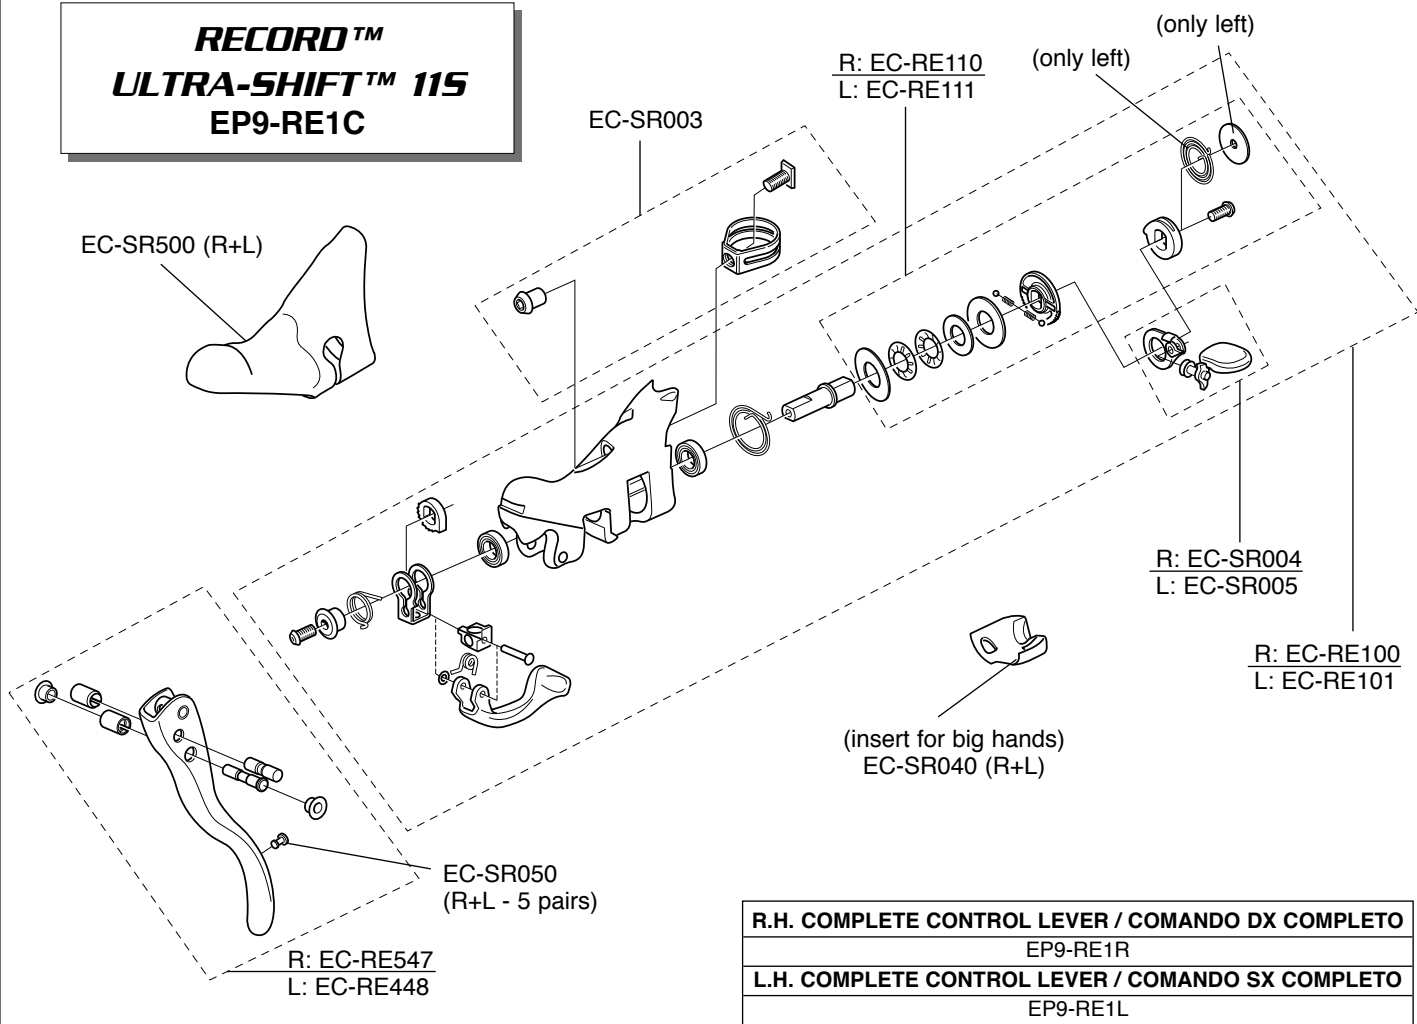 RECORD™
ULTRA-SHIFT™ 11S
EP9-RE1C
(only left)
(only left)
R: EC-RE110
L: EC-RE111
EC-SR003
EC-SR500 (R+L)
R: EC-SR004
L: EC-SR005
R: EC-RE100
L: EC-RE101
(insert for big hands)
EC-SR040 (R+L)
EC-SR050
(R+L - 5 pairs)
R: EC-RE547
L: EC-RE448
R.H. COMPLETE CONTROL LEVER / COMANDO DX COMPLETO
EP9-RE1R
L.H. COMPLETE CONTROL LEVER / COMANDO SX COMPLETO
EP9-RE1L